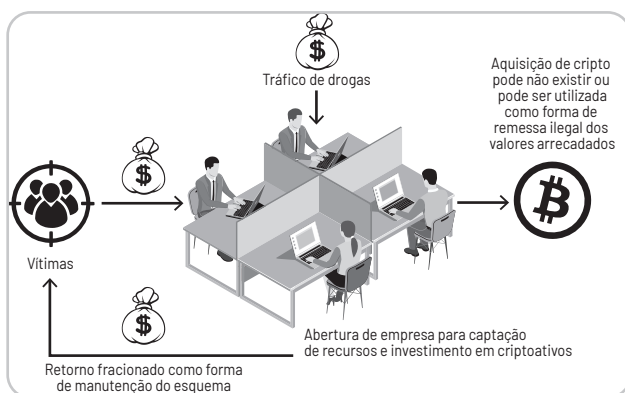 Tráfico de drogas
Aquisição de cripto
pode não existir ou
pode ser utilizada
como forma de
remessa ilegal dos
valores arrecadados
Vítimas
Abertura de empresa para captação
de recursos e investimento em criptoativos
Retorno fracionado como forma
de manutenção do esquema